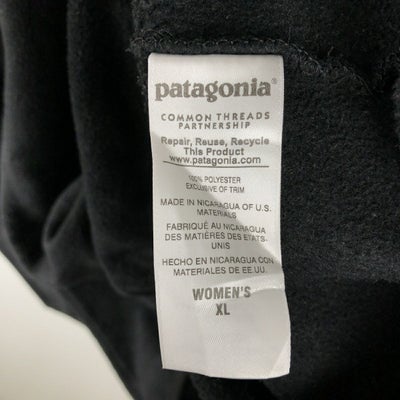 patagonia®
COMMON THREADS
PARTNERSHIP
Repair, Reuse, Recycle
This Product
www.patagonia.com
100% POLYESTER
EXCLUSIVE OF TRIM
MADE IN NICARAGUA OF U.S.
MATERIALS
FABRIQUÉ AU NICARAGUA
DES MATIÈRES DES ETATS-
UNIS
HECHO EN NICARAGUA CON
MATERIALES DE EE.UU.
WOMEN'S
XL